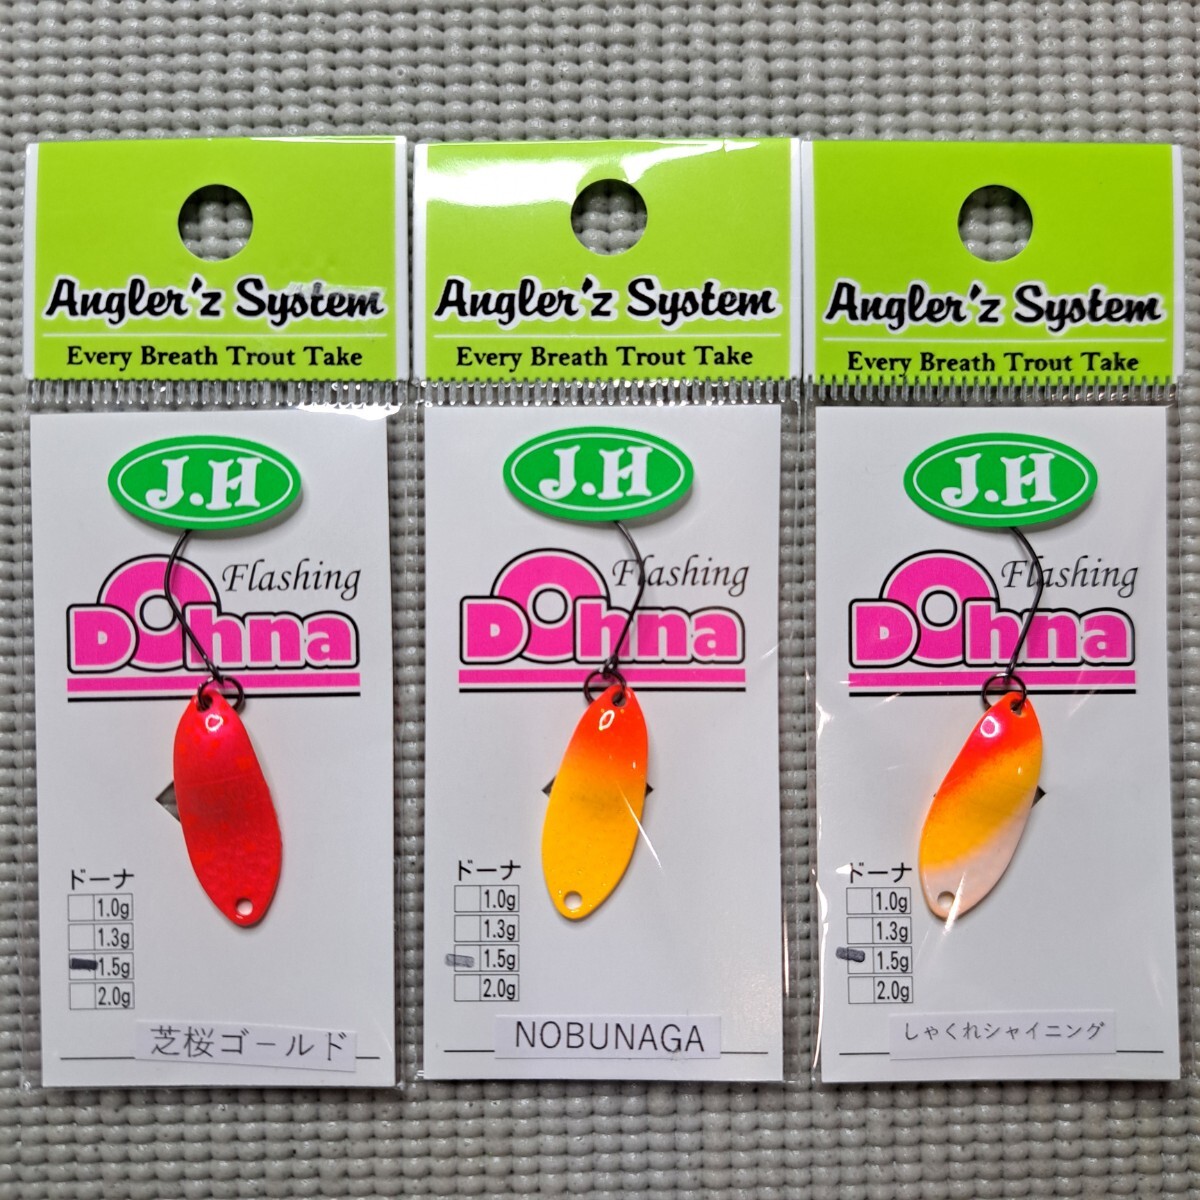 Angler'z System
Every Breath Trout Take
J.H
Flashing
Dohna
ドーナ
1.0g
1.3g
1.5g
2.0g
芝桜ゴールド
Angler'z System
Every Breath Trout Take
J.H
Flashing
Dohna
ドーナ
1.0g
1.3g
1.5g
2.0g
NOBUNAGA
Angler'z System
Every Breath Trout Take
J.H
Flashing
Dohna
ドーナ
1.0g
1.3g
1.5g
2.0g
しゃくれシャイニング